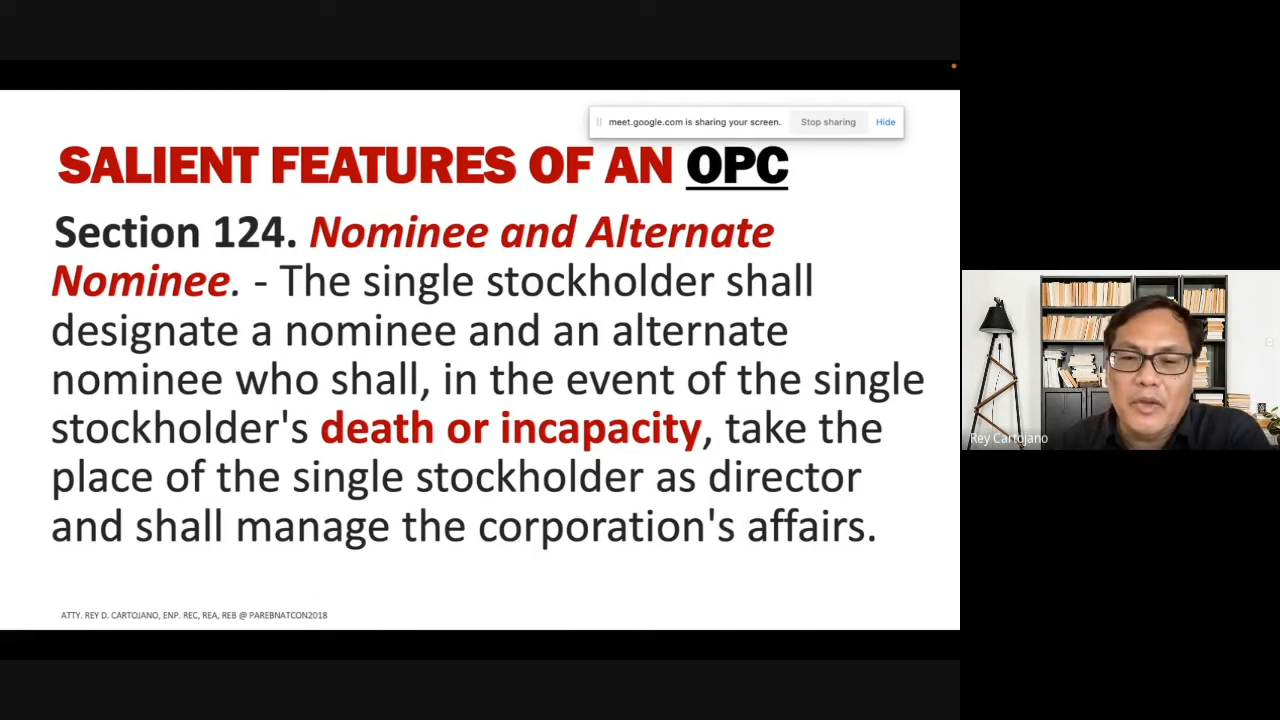 meet.google.com is sharing your screen. Stop sharing Hide
SALIENT FEATURES OF AN OPC
Section 124. Nominee and Alternate
Nominee. - The single stockholder shall
designate a nominee and an alternate
nominee who shall, in the event of the single
stockholder's death or incapacity, take the
place of the single stockholder as director
and shall manage the corporation's affairs.
ATTY. REY D. CARTOJANO, ENP. REC, REA, REB @ PAREBNATCON2018
Rey Cartojano